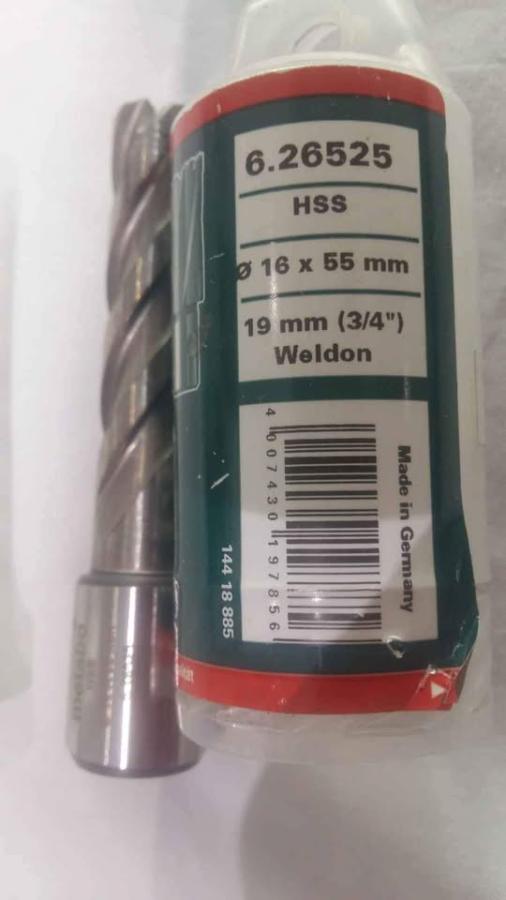 6.26525
HSS
Ø 16 x 55 mm
19 mm (3/4")
Weldon
4 007430 197856
Made in Germany
144 18 885